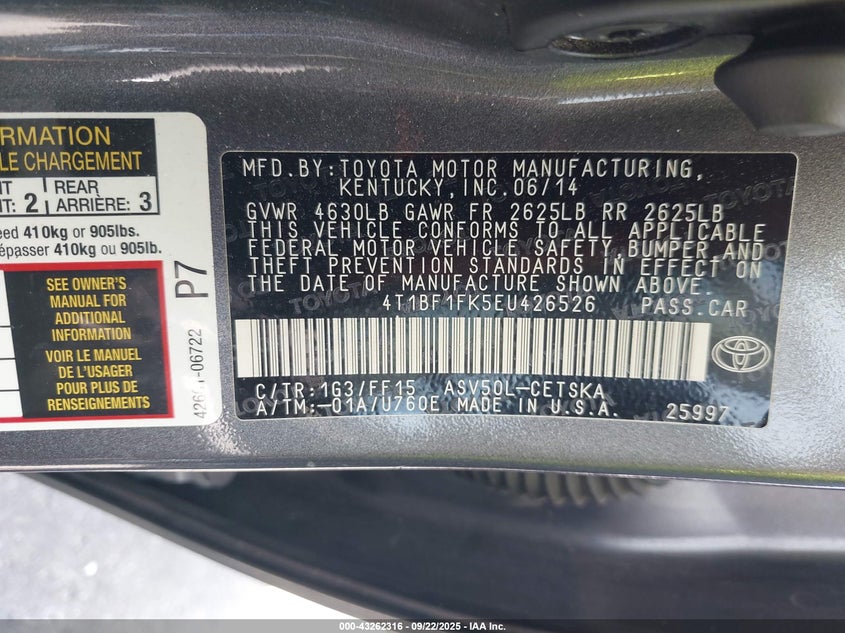 RMATION
LE CHARGEMENT
NT REAR
NT: 2 ARRIÈRE: 3
eed 410kg or 905lbs.
épasser 410kg ou 905lb.
SEE OWNER'S
MANUAL FOR
ADDITIONAL
INFORMATION
VOIR LE MANUEL
DE L'USAGER
POUR PLUS DE
RENSEIGNEMENTS
P7
-06722
MFD.BY:TOYOTA MOTOR MANUFACTURING,
KENTUCKY, INC. 06/14
GVWR 4630LB GAWR FR 2625LB RR 2625LB
THIS VEHICLE CONFORMS TO ALL APPLICABLE
FEDERAL MOTOR VEHICLE SAFETY, BUMPER, AND
THEFT PREVENTION STANDARDS IN EFFECT ON
THE DATE OF MANUFACTURE SHOWN ABOVE.
4T1BF1FK5EU426526 PASS.CAR
C/TR:1G3/FF15 ASV50L-CETSKA
A/TM:-01A/U760E MADE IN U.S.A. 25997
000-43262316 - 09/22/2025 - IAA Inc.